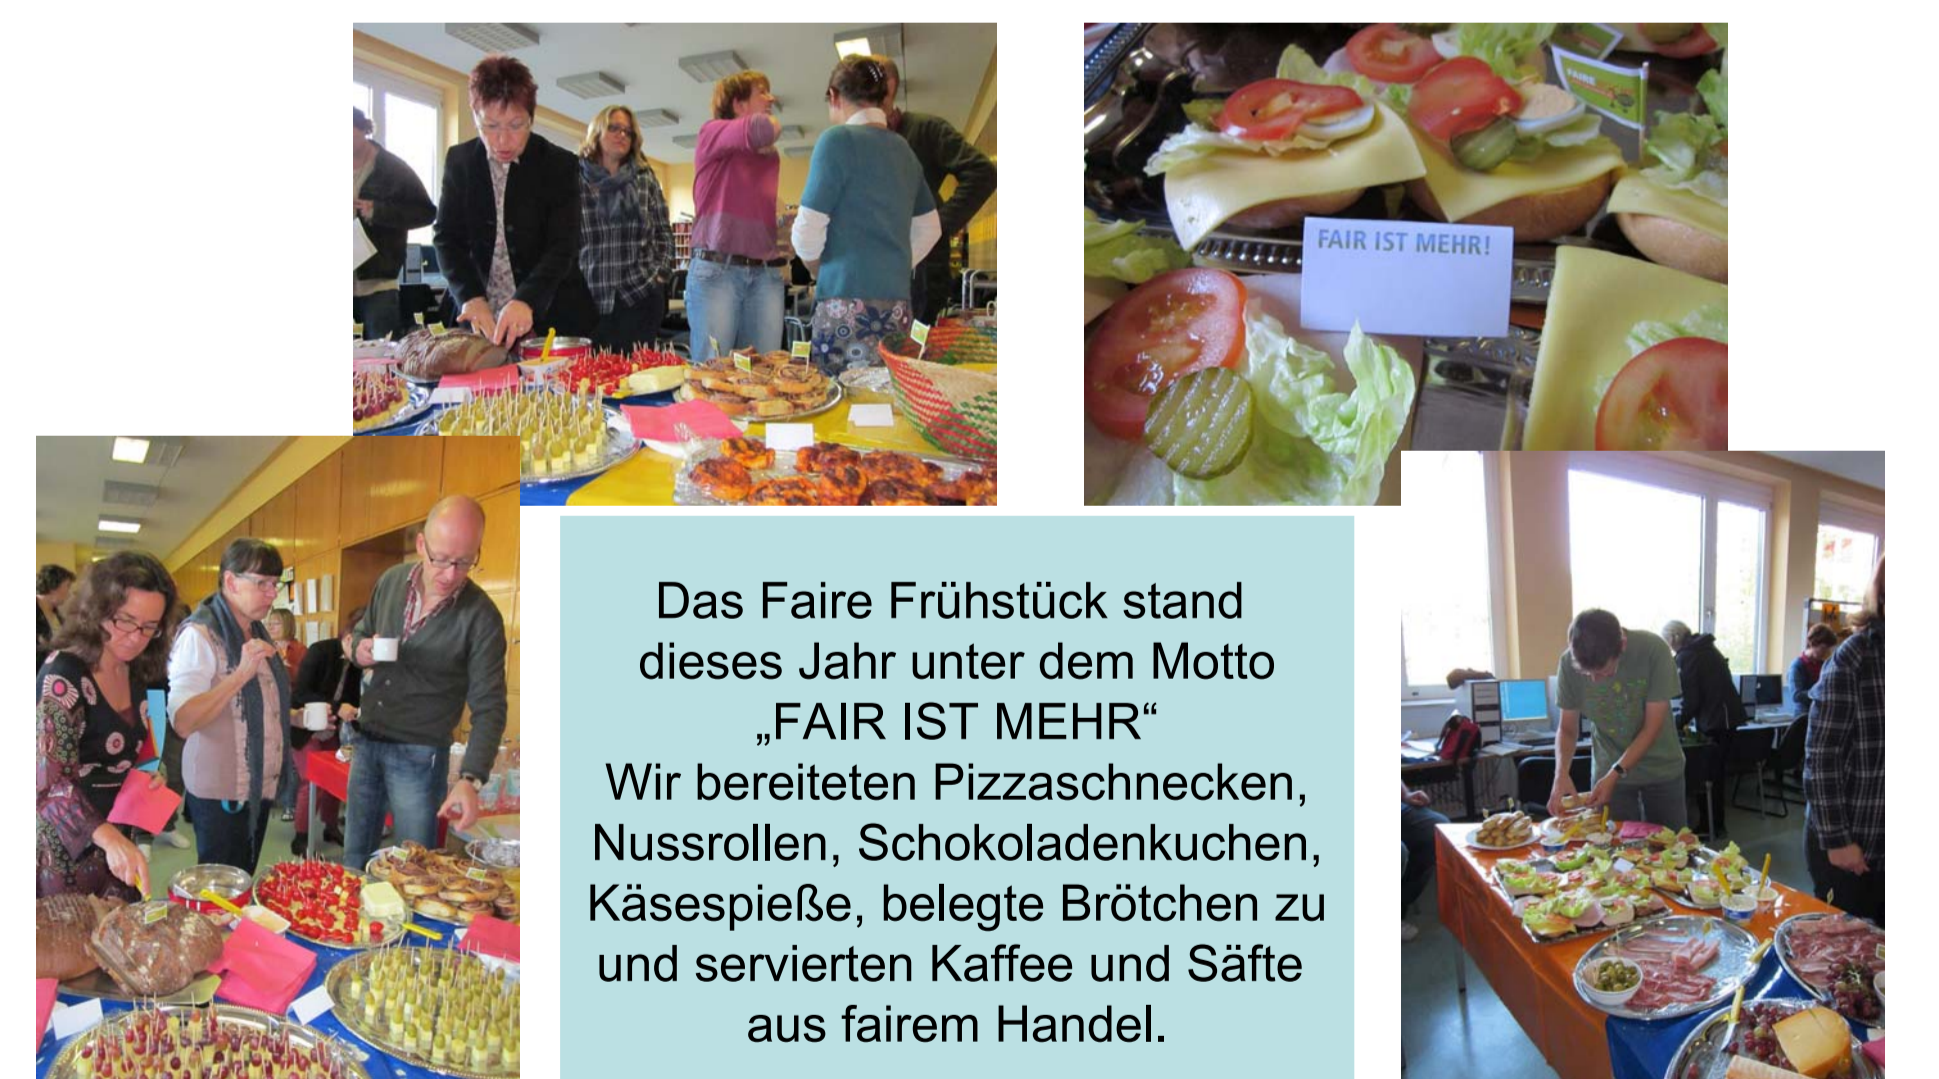 FAIRE
FAIR IST MEHR!
Das Faire Frühstück stand
dieses Jahr unter dem Motto
„FAIR IST MEHR“
Wir bereiteten Pizzaschnecken,
Nussrollen, Schokoladenkuchen,
Käsespieße, belegte Brötchen zu
und servierten Kaffee und Säfte
aus fairem Handel.